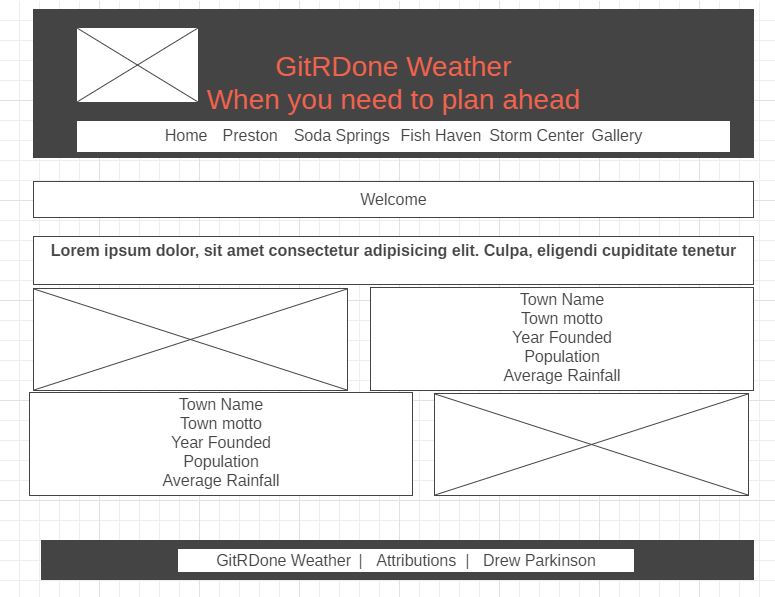 GitRDone Weather
When you need to plan ahead
Home Preston Soda Springs Fish Haven Storm Center Gallery
Welcome
Lorem ipsum dolor, sit amet consectetur adipisicing elit. Culpa, eligendi cupiditate tenetur
Town Name
Town motto
Year Founded
Population
Average Rainfall
Town Name
Town motto
Year Founded
Population
Average Rainfall
GitRDone Weather | Attributions | Drew Parkinson